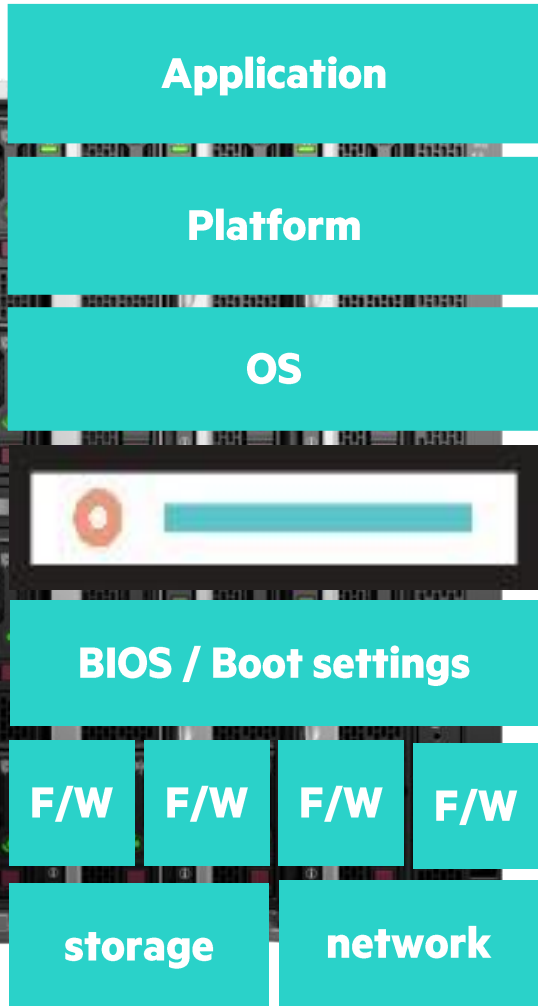 Application
Platform
OS
BIOS / Boot settings
F/W F/W F/W F/W
storage network